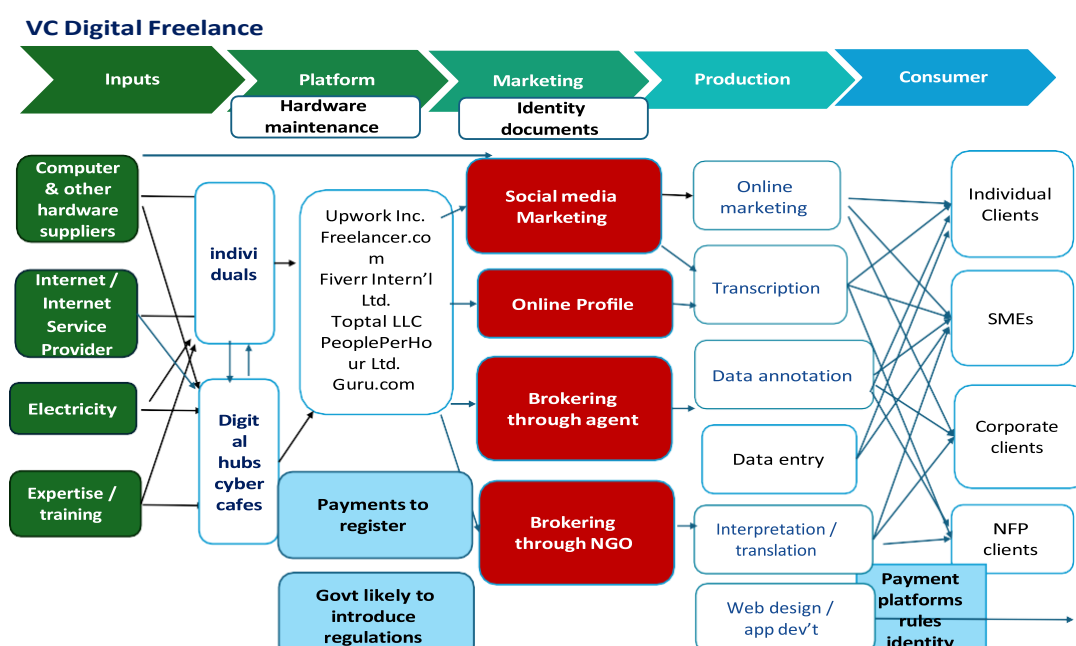 VC Digital Freelance
Inputs
Platform
Marketing
Production
Consumer
Hardware
maintenance
Identity
documents
Computer
& other
hardware
suppliers
Internet /
Internet
Service
Provider
Electricity
Expertise /
training
indivi
duals
Digit
al
hubs
cyber
cafes
Upwork Inc.
Freelancer.co
m
Fiverr Intern’l
Ltd.
Toptal LLC
PeoplePerHo
ur Ltd.
Guru.com
Payments to
register
Govt likely to
introduce
regulations
Social media
Marketing
Online Profile
Brokering
through agent
Brokering
through NGO
Online
marketing
Transcription
Data annotation
Data entry
Interpretation /
translation
Web design /
app dev’t
Individual
Clients
SMEs
Corporate
clients
NFP
clients
Payment
platforms
rules
identity